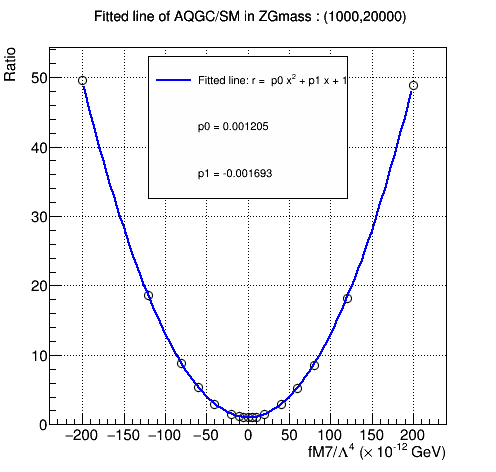 Fitted line of AQGC/SM in ZGmass : (1000,20000)
Ratio
Fitted line: r = p0 x² + p1 x + 1
p0 = 0.001205
p1 = -0.001693
50
40
30
20
10
0
−200 −150 −100 −50 0 50 100 150 200
fM7/Λ⁴ (× 10⁻¹² GeV)